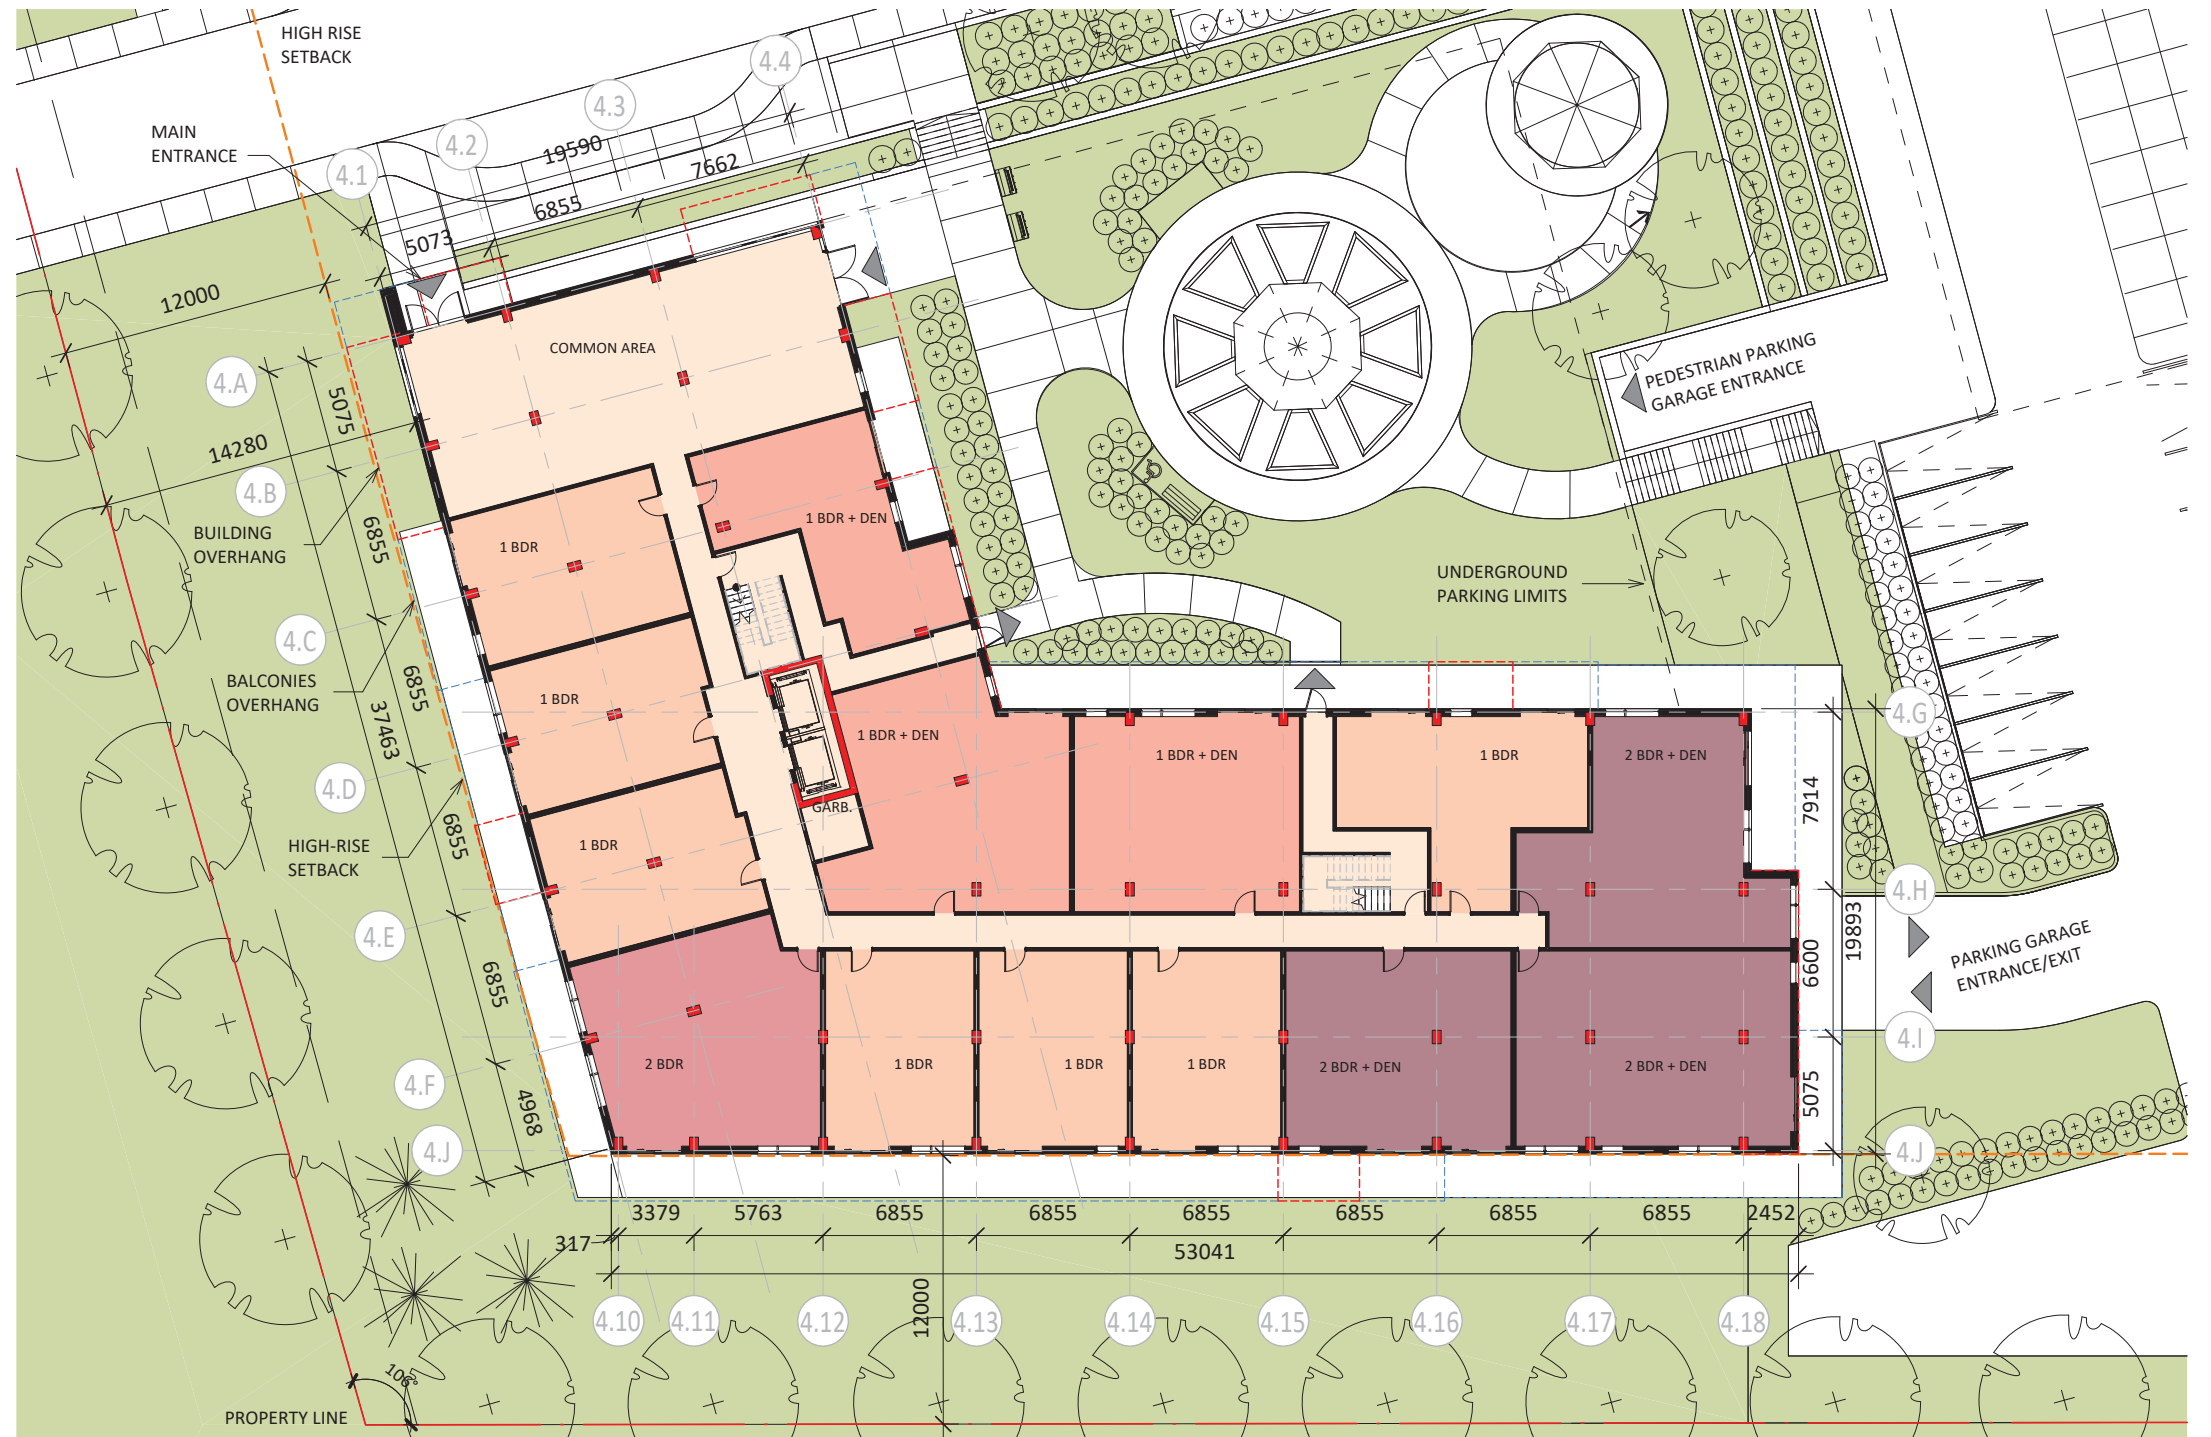 HIGH RISE
SETBACK
MAIN
ENTRANCE
4.1
4.2
4.3
4.4
19590
7662
6855
5073
12000
COMMON AREA
4.A
5075
14280
4.B
BUILDING
OVERHANG
6855
1 BDR
1 BDR + DEN
4.C
BALCONIES
OVERHANG
6855
37463
1 BDR
4.D
HIGH-RISE
SETBACK
6855
1 BDR
GARB.
1 BDR + DEN
1 BDR + DEN
1 BDR
2 BDR + DEN
4.E
6855
4.F
4968
4.J
2 BDR
1 BDR
1 BDR
1 BDR
2 BDR + DEN
2 BDR + DEN
PEDESTRIAN PARKING
GARAGE ENTRANCE
UNDERGROUND
PARKING LIMITS
4.G
7914
4.H
19893
6600
PARKING GARAGE
ENTRANCE/EXIT
4.I
5075
4.J
3379
5763
6855
6855
6855
6855
6855
6855
2452
317
53041
12000
4.10
4.11
4.12
4.13
4.14
4.15
4.16
4.17
4.18
106°
PROPERTY LINE